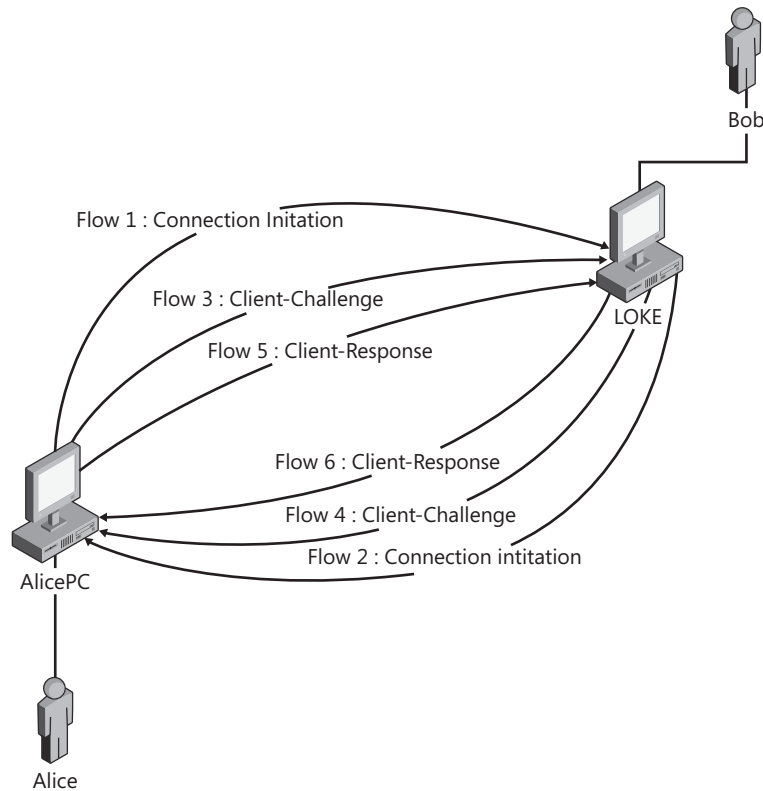 Bob
Flow 1 : Connection Initation
Flow 3 : Client-Challenge
LOKE
Flow 5 : Client-Response
Flow 6 : Client-Response
Flow 4 : Client-Challenge
Flow 2 : Connection intitation
AlicePC
Alice